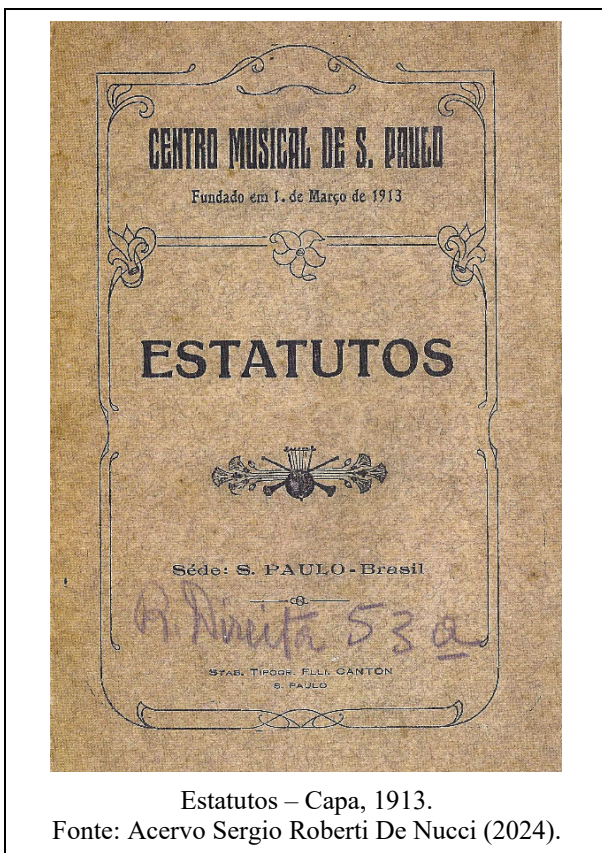 CENTRO MUSICAL DE S. PAULO
Fundado em 1. de Março de 1913
ESTATUTOS
Séde: S. PAULO - Brasil
R. Direita 53 a
STAB. TIPOGR. FLLI. CANTON
S. PAULO
Estatutos – Capa, 1913.
Fonte: Acervo Sergio Roberti De Nucci (2024).